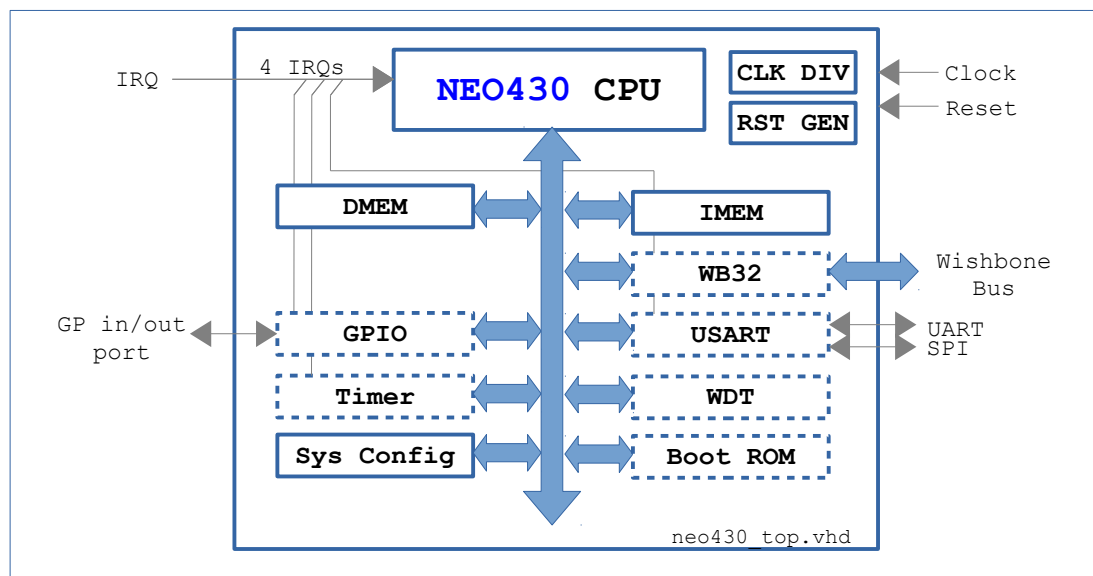 4 IRQs
IRQ
NEO430 CPU
CLK DIV
Clock
RST GEN
Reset
DMEM
IMEM
WB32
Wishbone
Bus
GP in/out
port
GPIO
USART
UART
SPI
Timer
WDT
Sys Config
Boot ROM
neo430_top.vhd